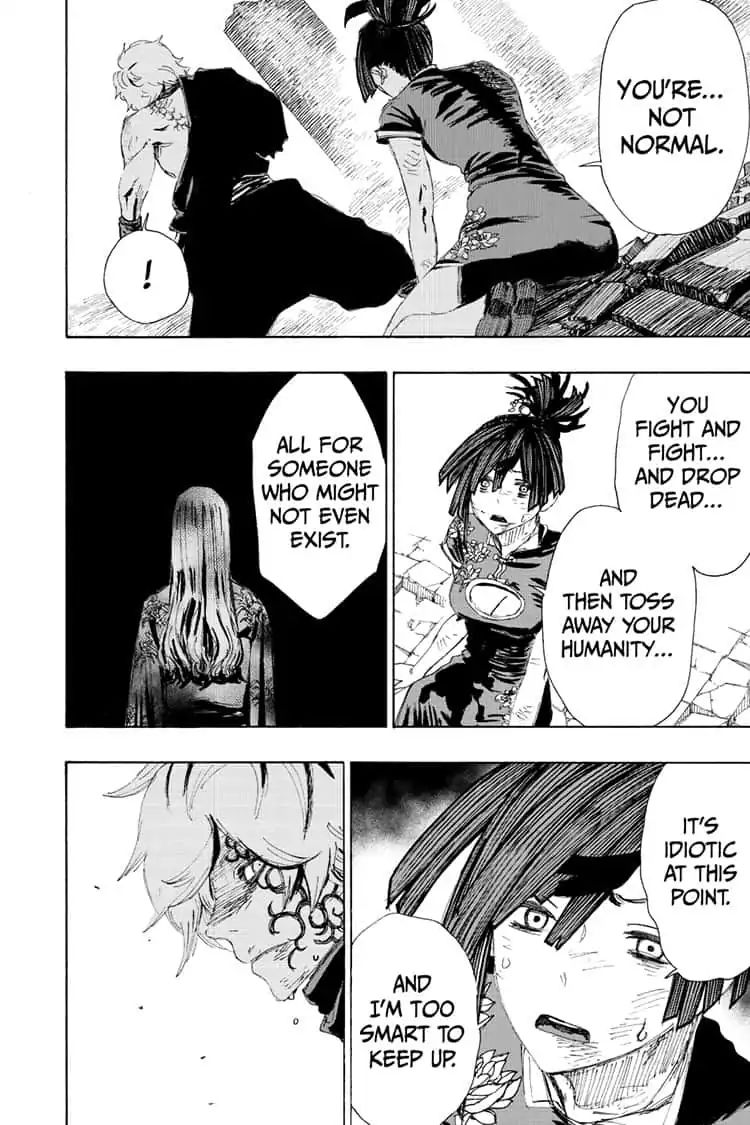 YOU'RE...
NOT
NORMAL.
!
YOU
FIGHT AND
FIGHT...
...AND DROP
DEAD...
AND
THEN TOSS
AWAY YOUR
HUMANITY...
ALL FOR
SOMEONE
WHO MIGHT
NOT EVEN
EXIST.
IT'S
IDIOTIC
AT THIS
POINT.
AND
I'M TOO
SMART TO
KEEP UP.